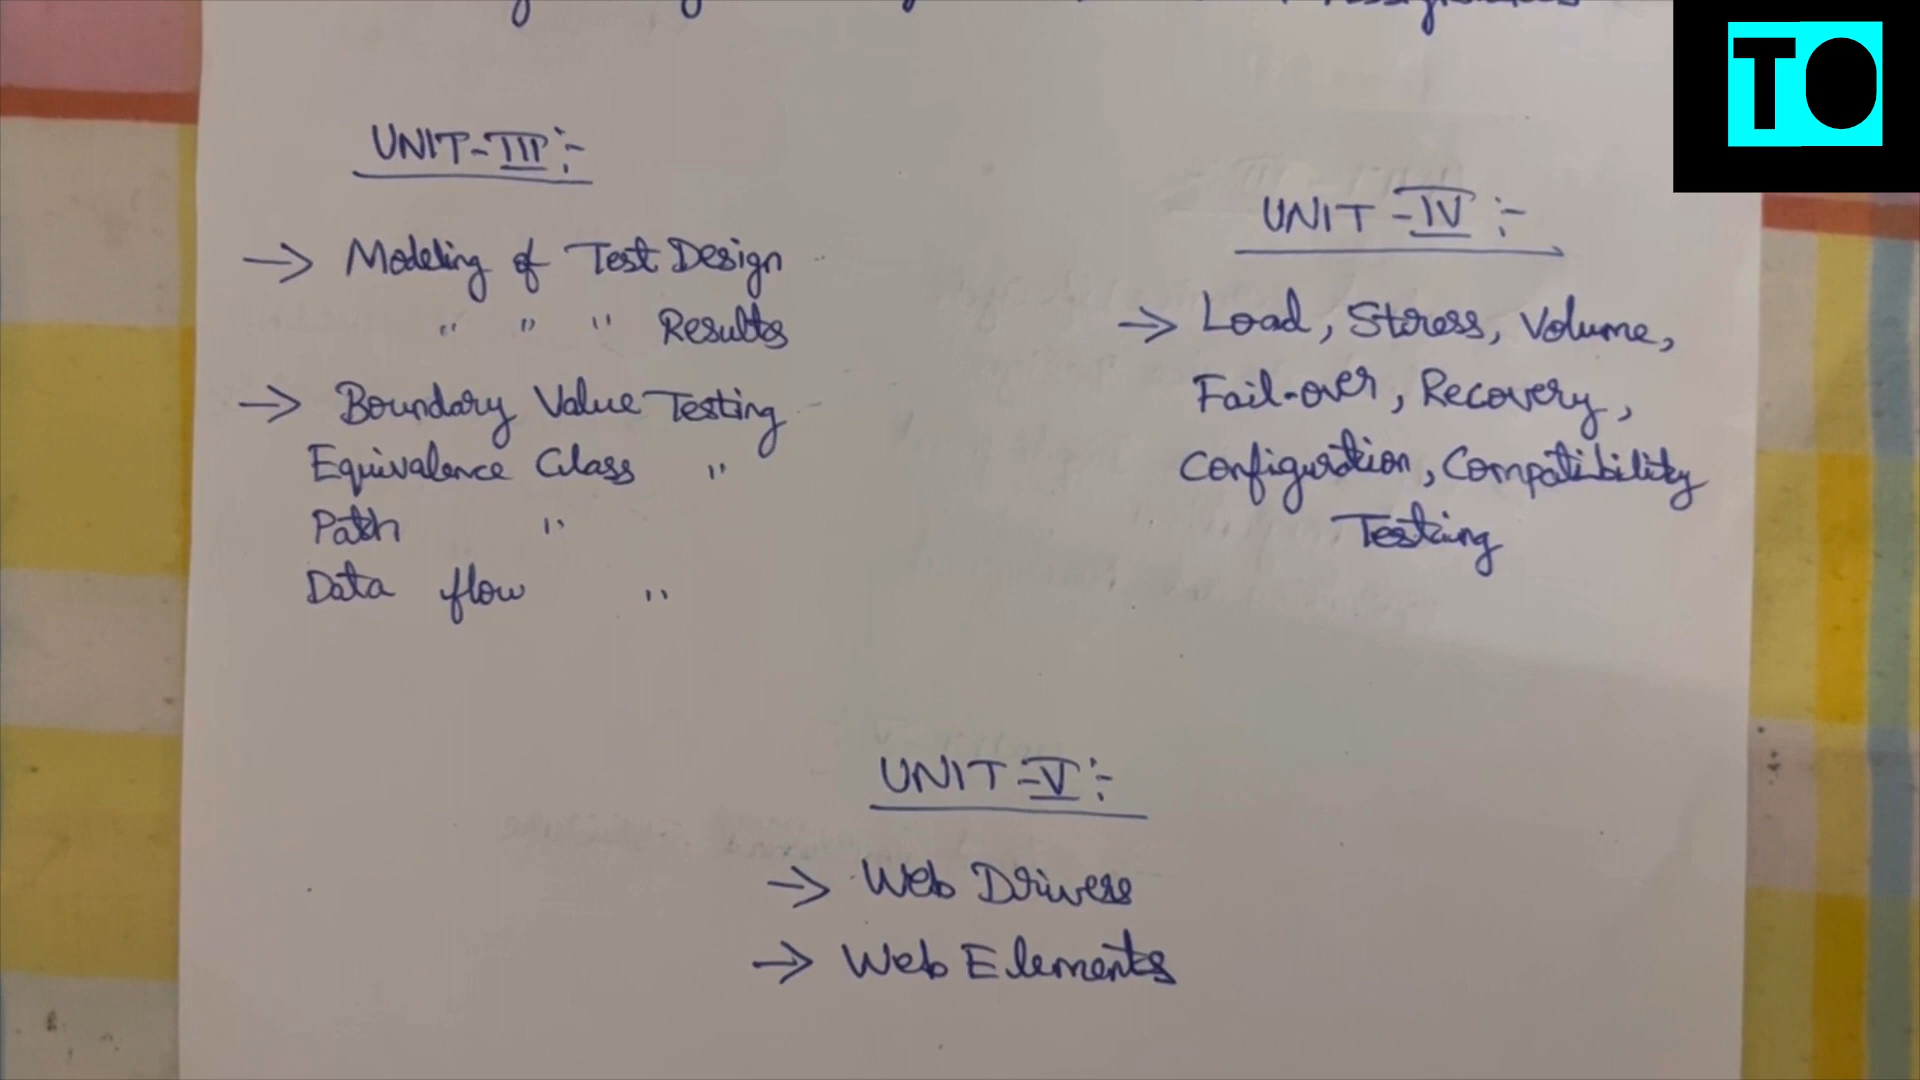 TO
UNIT-III :-
→ Modeling of Test Design
" " " Results
→ Boundary Value Testing
Equivalence Class "
Path "
Data flow "
UNIT-IV :-
→ Load, Stress, Volume,
Fail-over, Recovery,
Configuration, Compatibility
Testing
UNIT-V :-
→ Web Drivers
→ Web Elements